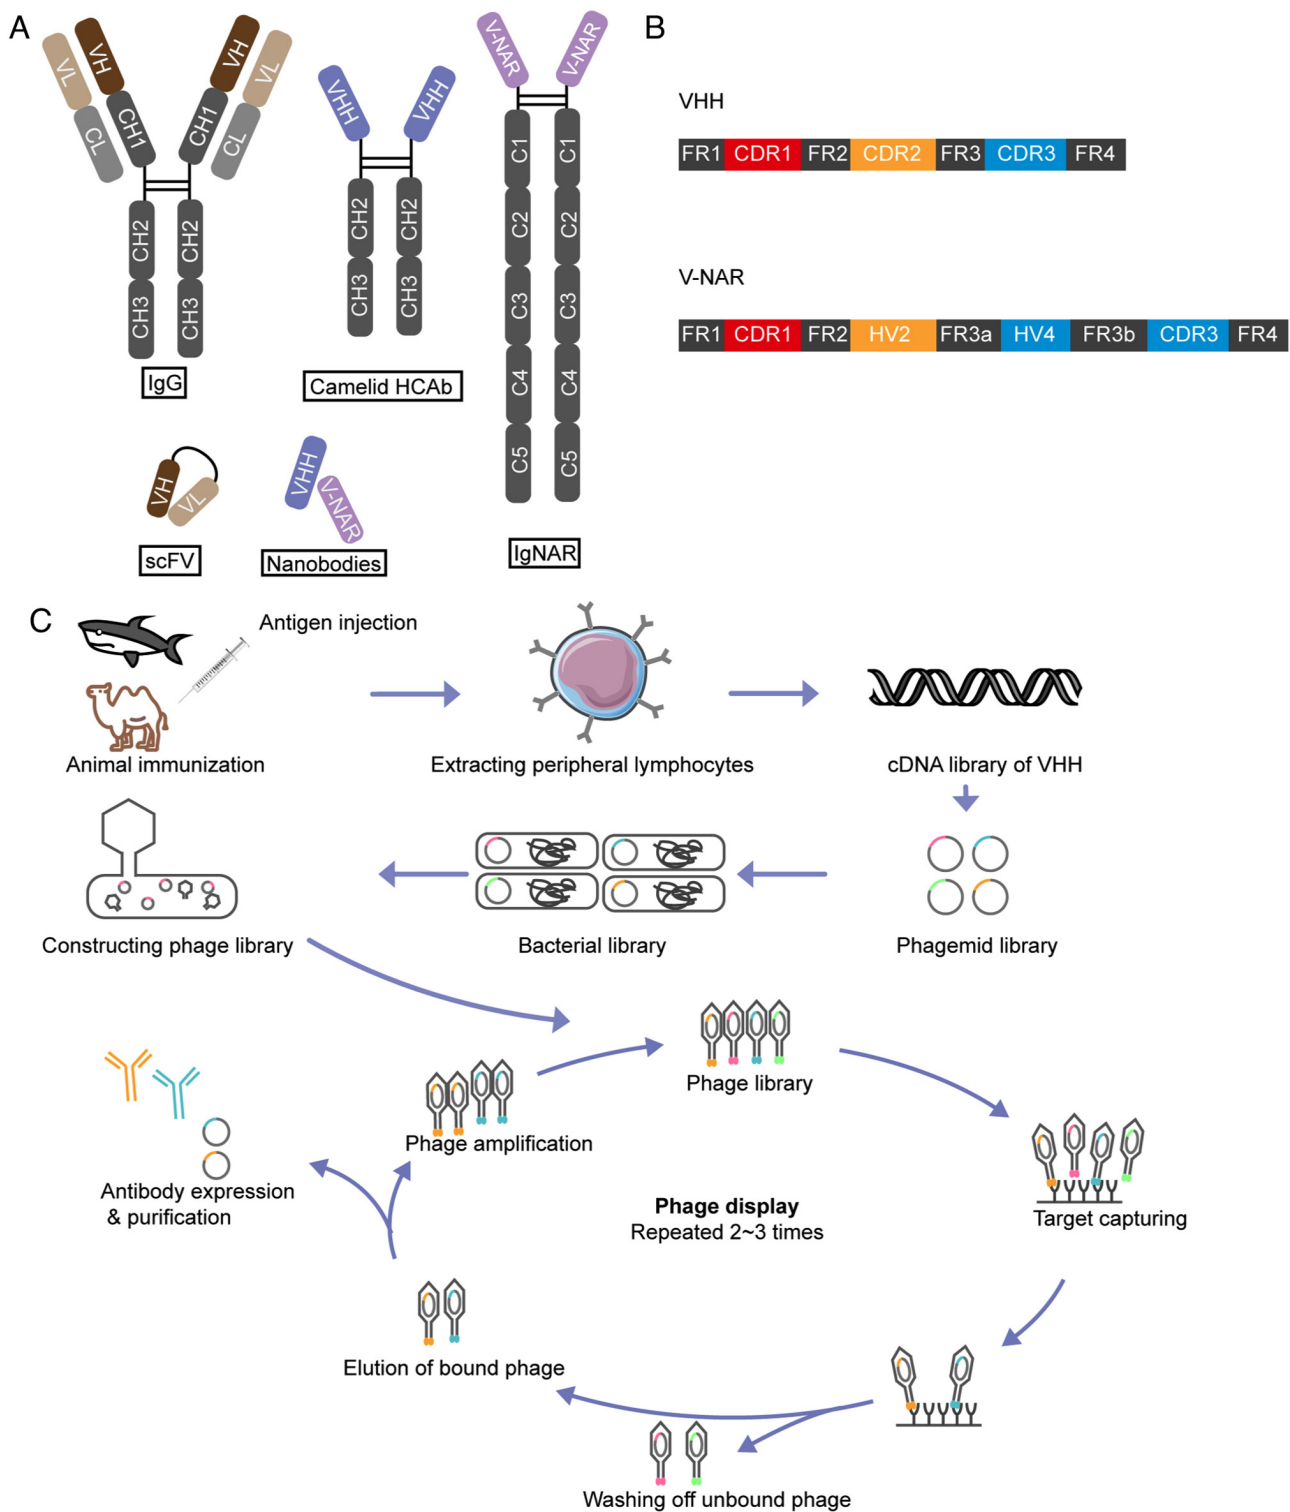 A
VL
VH
VH
VL
CL
CH1
CH1
CL
CH2
CH2
CH3
CH3
IgG
VHH
VHH
CH2
CH2
CH3
CH3
Camelid HCAb
V-NAR
V-NAR
C1
C1
C2
C2
C3
C3
C4
C4
C5
C5
IgNAR
VH
VL
scFV
VHH
V-NAR
Nanobodies
B
VHH
FR1 CDR1 FR2 CDR2 FR3 CDR3 FR4
V-NAR
FR1 CDR1 FR2 HV2 FR3a HV4 FR3b CDR3 FR4
C
Antigen injection
Animal immunization
Extracting peripheral lymphocytes
cDNA library of VHH
Constructing phage library
Bacterial library
Phagemid library
Phage library
Phage amplification
Antibody expression
& purification
Phage display
Repeated 2~3 times
Target capturing
Elution of bound phage
Washing off unbound phage